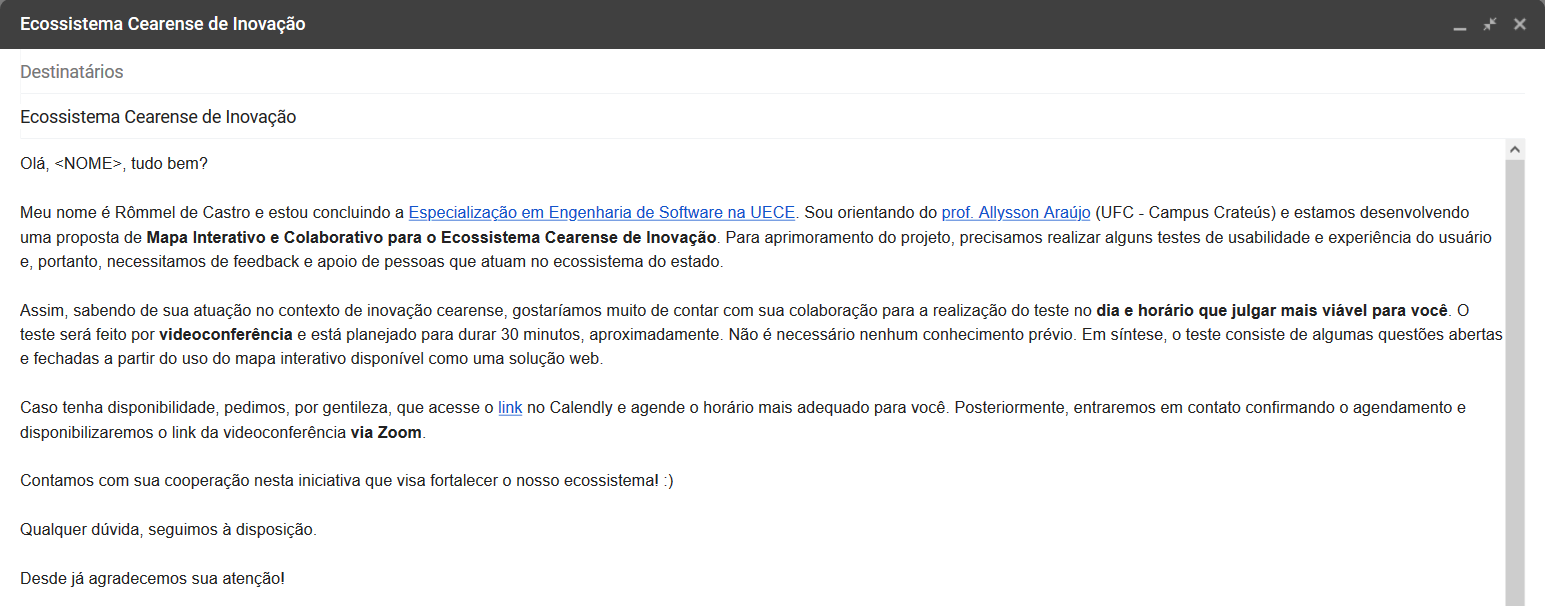 Ecossistema Cearense de Inovação
Destinatários
Ecossistema Cearense de Inovação
Olá, <NOME>, tudo bem?
Meu nome é Rômmel de Castro e estou concluindo a Especialização em Engenharia de Software na UECE. Sou orientando do prof. Allysson Araújo (UFC - Campus Crateús) e estamos desenvolvendo
uma proposta de Mapa Interativo e Colaborativo para o Ecossistema Cearense de Inovação. Para aprimoramento do projeto, precisamos realizar alguns testes de usabilidade e experiência do usuário
e, portanto, necessitamos de feedback e apoio de pessoas que atuam no ecossistema do estado.
Assim, sabendo de sua atuação no contexto de inovação cearense, gostaríamos muito de contar com sua colaboração para a realização do teste no dia e horário que julgar mais viável para você. O
teste será feito por videoconferência e está planejado para durar 30 minutos, aproximadamente. Não é necessário nenhum conhecimento prévio. Em síntese, o teste consiste de algumas questões abertas
e fechadas a partir do uso do mapa interativo disponível como uma solução web.
Caso tenha disponibilidade, pedimos, por gentileza, que acesse o link no Calendly e agende o horário mais adequado para você. Posteriormente, entraremos em contato confirmando o agendamento e
disponibilizaremos o link da videoconferência via Zoom.
Contamos com sua cooperação nesta iniciativa que visa fortalecer o nosso ecossistema! :)
Qualquer dúvida, seguimos à disposição.
Desde já agradecemos sua atenção!